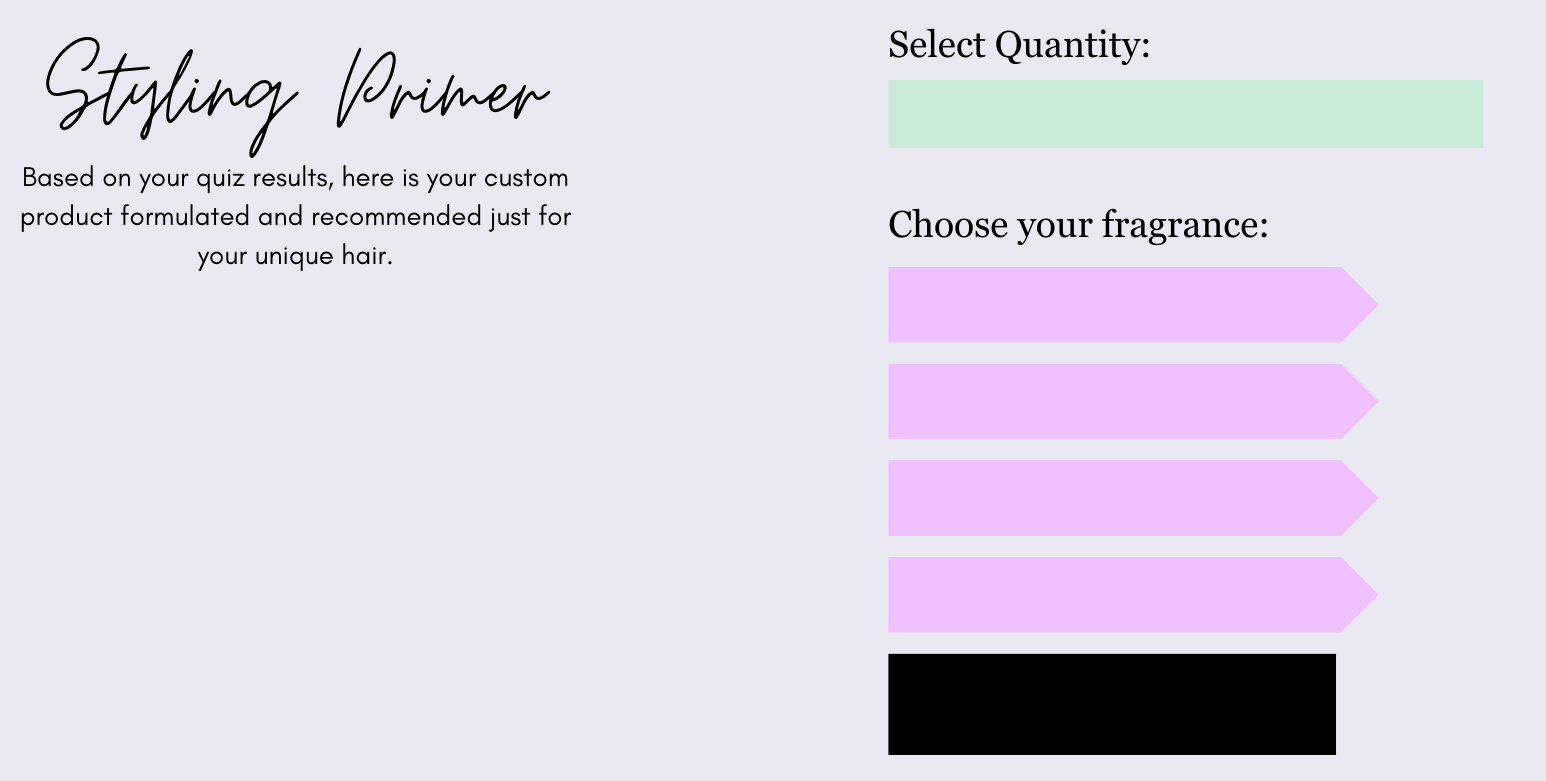 Styling Primer
Based on your quiz results, here is your custom
product formulated and recommended just for
your unique hair.
Select Quantity:
Choose your fragrance: